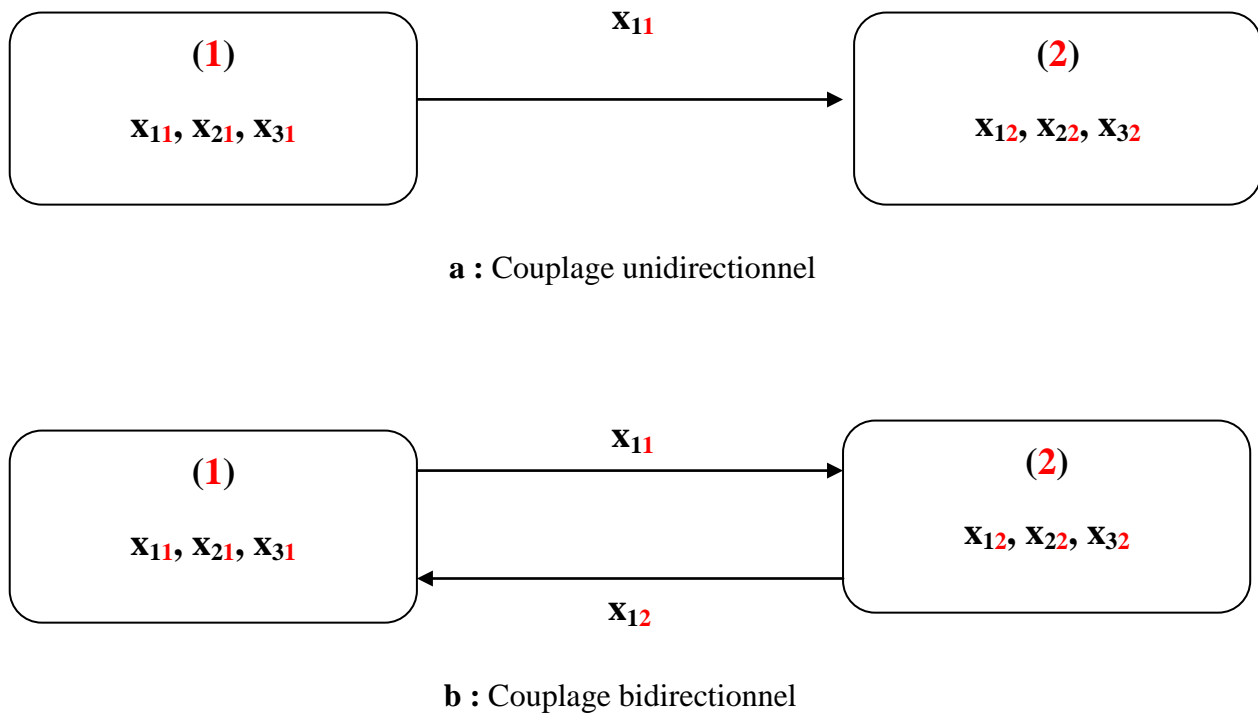 x₁₁
(1)
(2)
x₁₁, x₂₁, x₃₁
x₁₂, x₂₂, x₃₂
a : Couplage unidirectionnel
x₁₁
(1)
(2)
x₁₁, x₂₁, x₃₁
x₁₂, x₂₂, x₃₂
x₁₂
b : Couplage bidirectionnel